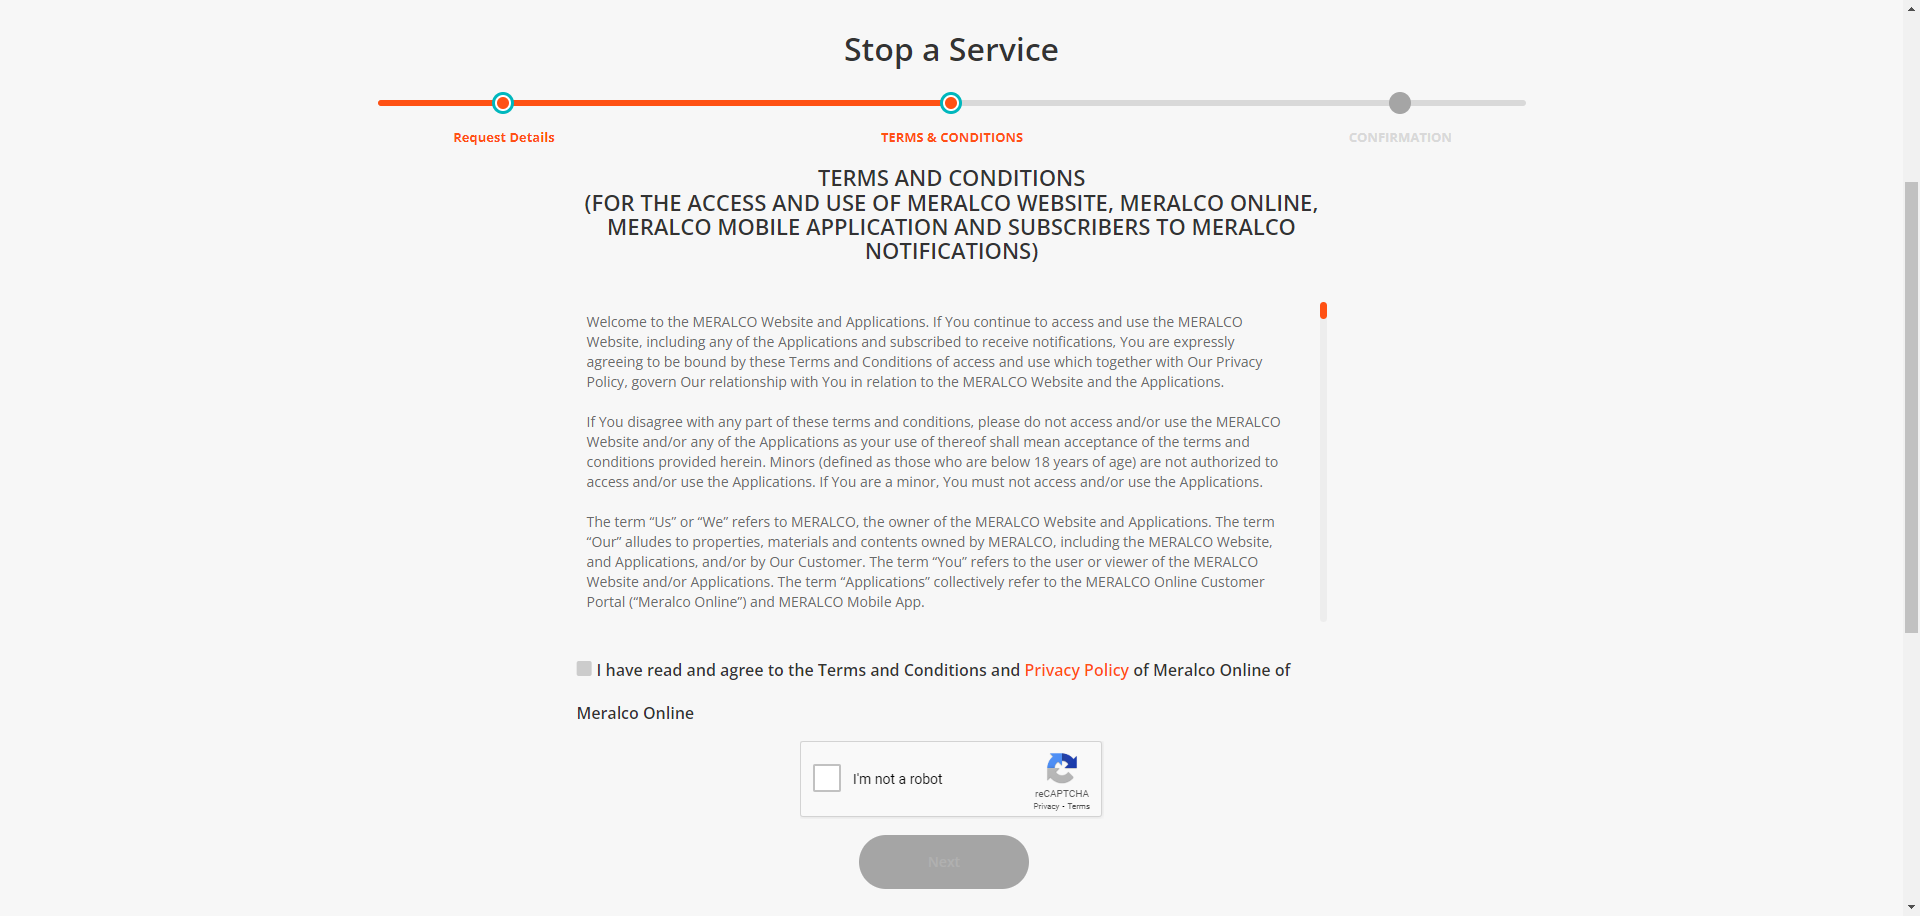 Stop a Service
Request Details
TERMS & CONDITIONS
CONFIRMATION
TERMS AND CONDITIONS
(FOR THE ACCESS AND USE OF MERALCO WEBSITE, MERALCO ONLINE,
MERALCO MOBILE APPLICATION AND SUBSCRIBERS TO MERALCO
NOTIFICATIONS)
Welcome to the MERALCO Website and Applications. If You continue to access and use the MERALCO
Website, including any of the Applications and subscribed to receive notifications, You are expressly
agreeing to be bound by these Terms and Conditions of access and use which together with Our Privacy
Policy, govern Our relationship with You in relation to the MERALCO Website and the Applications.
If You disagree with any part of these terms and conditions, please do not access and/or use the MERALCO
Website and/or any of the Applications as your use of thereof shall mean acceptance of the terms and
conditions provided herein. Minors (defined as those who are below 18 years of age) are not authorized to
access and/or use the Applications. If You are a minor, You must not access and/or use the Applications.
The term “Us” or “We” refers to MERALCO, the owner of the MERALCO Website and Applications. The term
“Our” alludes to properties, materials and contents owned by MERALCO, including the MERALCO Website,
and Applications, and/or by Our Customer. The term “You” refers to the user or viewer of the MERALCO
Website and/or Applications. The term “Applications” collectively refer to the MERALCO Online Customer
Portal (“Meralco Online”) and MERALCO Mobile App.
I have read and agree to the Terms and Conditions and Privacy Policy of Meralco Online of
Meralco Online
I'm not a robot
reCAPTCHA
Privacy - Terms
Next